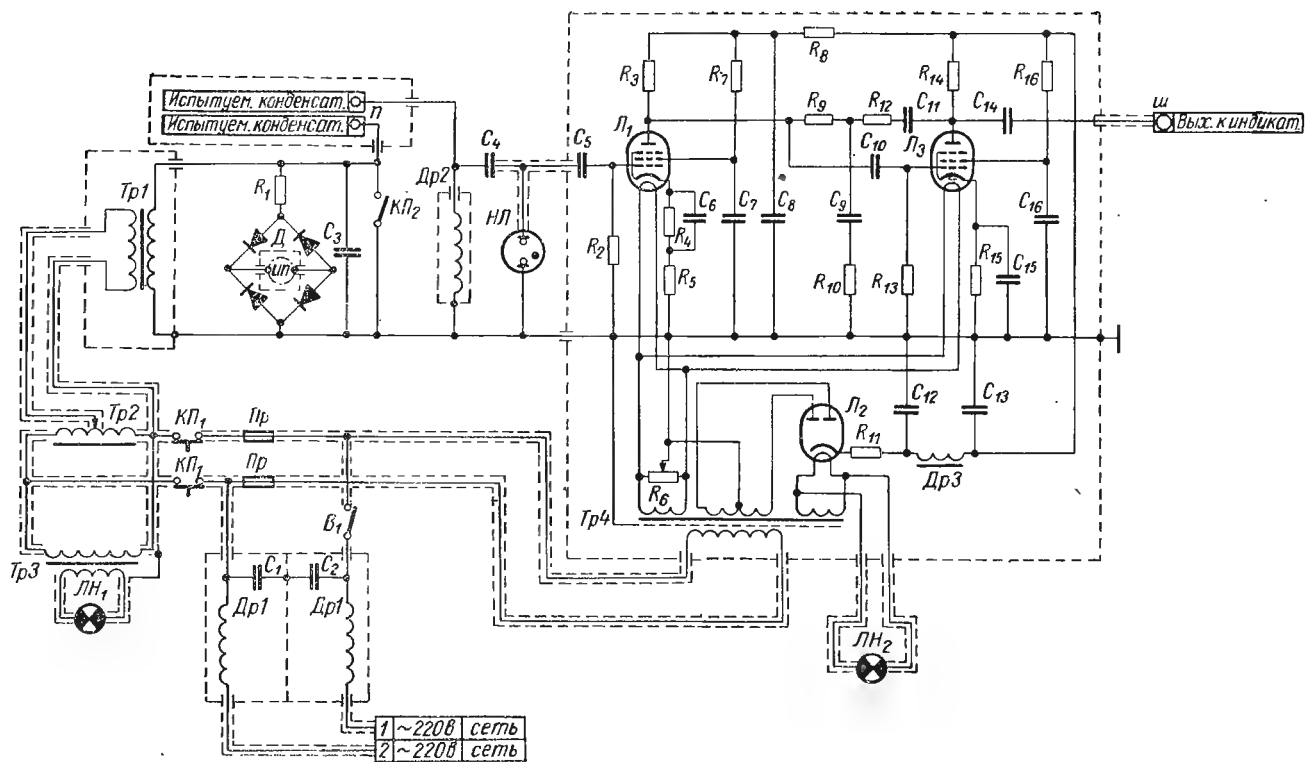 R₈
R₃
R₇
R₁₄
R₁₆
Испытуем. конденсат.
П
Испытуем. конденсат.
C₄
C₅
Л₁
R₉
R₁₂
C₁₁
C₁₄
Л₃
Ш
Вых. к индикат.
C₁₀
Тр1
R₁
КП₂
Др2
НЛ
C₃
Д
ИП
R₂
C₆
R₄
R₅
C₇
C₈
C₉
R₁₀
R₁₃
R₁₅
C₁₅
C₁₆
Тр2
КП₁
Пр
КП₁
Пр
Л₂
C₁₂
C₁₃
R₁₁
Др3
R₆
Тр4
В₁
Тр3
ЛН₁
C₁
C₂
Др1
Др1
ЛН₂
1 ~220в сеть
2 ~220в сеть